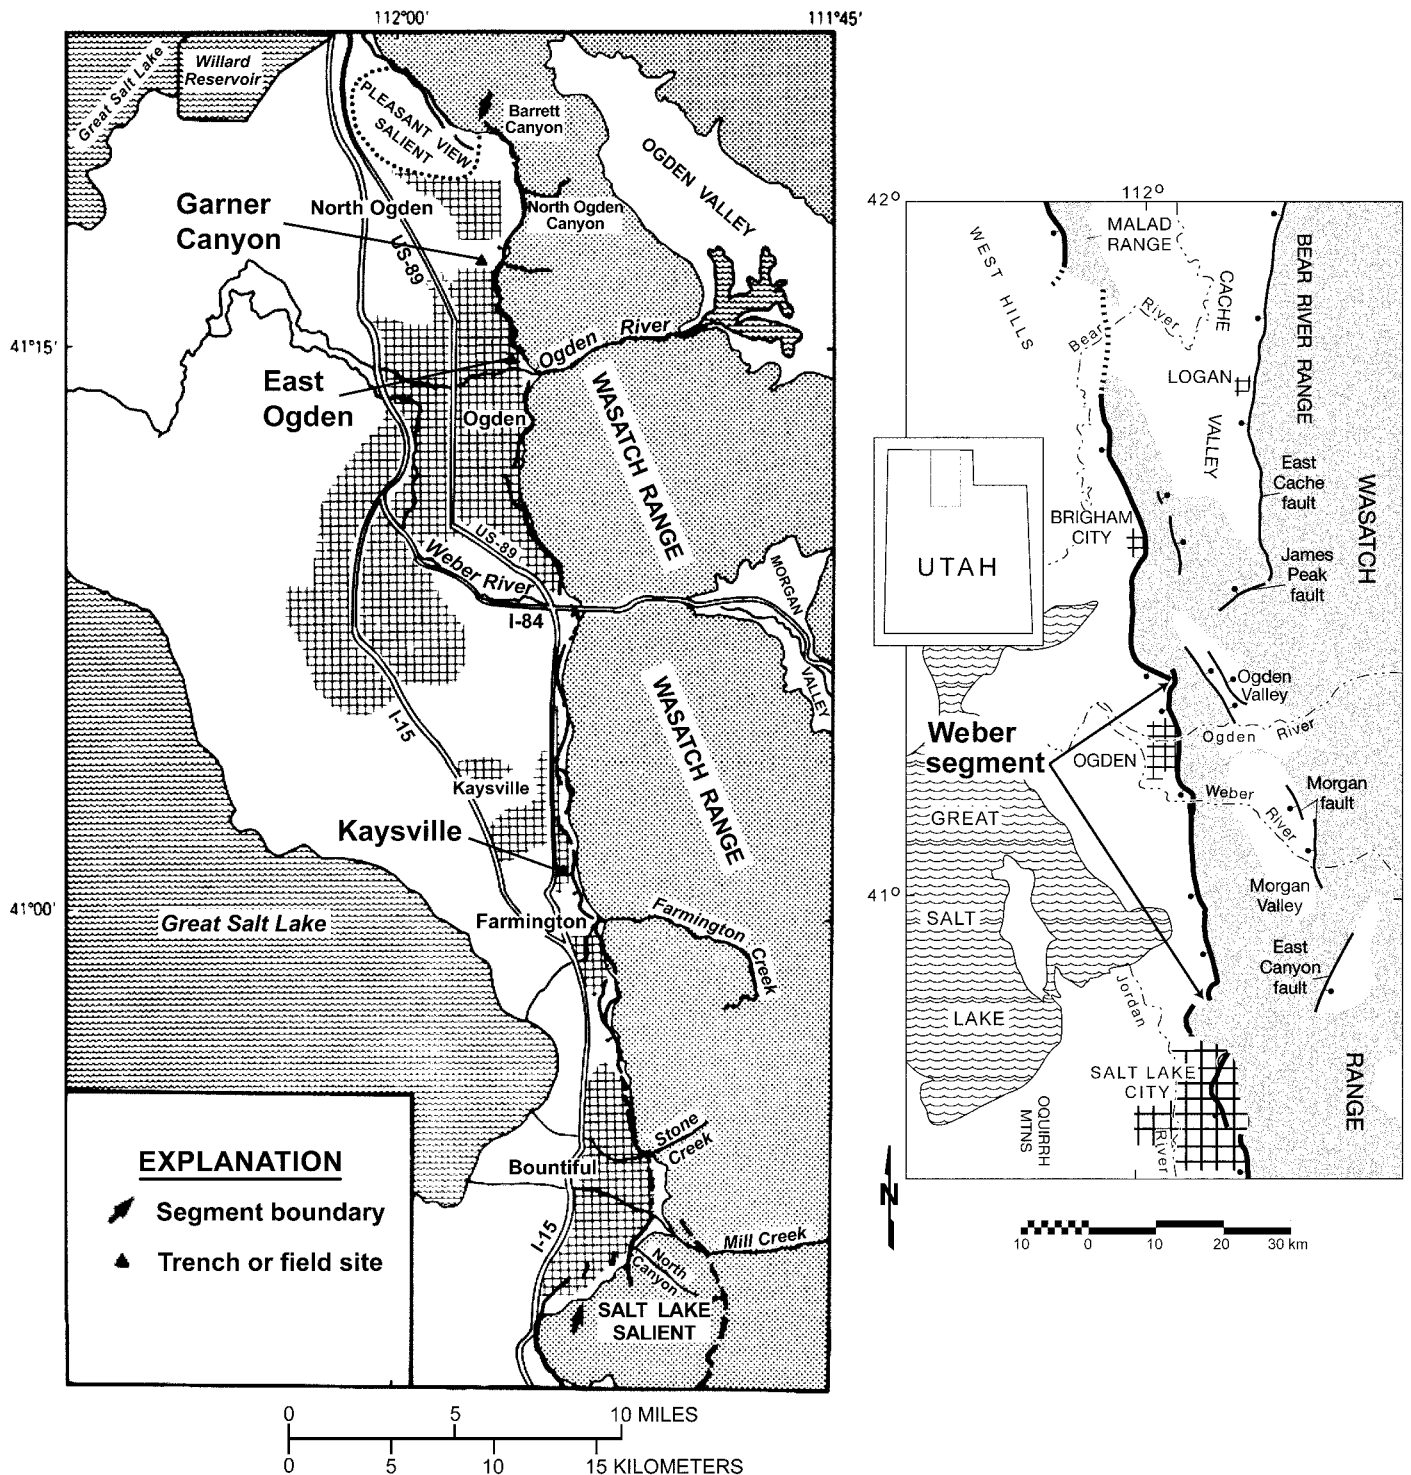 112°00'
111°45'
Great Salt Lake
Willard
Reservoir
PLEASANT VIEW
SALIENT
Barrett
Canyon
OGDEN VALLEY
Garner
Canyon
North Ogden
North Ogden
Canyon
US-89
41°15'
Ogden River
East
Ogden
Ogden
WASATCH RANGE
US-89
Weber River
I-84
MORGAN
VALLEY
I-15
WASATCH RANGE
Kaysville
Kaysville
41°00'
Great Salt Lake
Farmington
Farmington
Creek
EXPLANATION
Segment boundary
Trench or field site
Stone
Creek
Bountiful
I-15
Mill Creek
North
Canyon
SALT LAKE
SALIENT
0 5 10 MILES
0 5 10 15 KILOMETERS
42°
112°
WEST HILLS
MALAD
RANGE
CACHE
VALLEY
BEAR RIVER RANGE
Bear River
LOGAN
East
Cache
fault
WASATCH
RANGE
UTAH
BRIGHAM
CITY
James
Peak
fault
Ogden
Valley
Weber
segment
OGDEN
Ogden River
Weber
River
Morgan
fault
GREAT
SALT
LAKE
41°
Morgan
Valley
East
Canyon
fault
Jordan
River
SALT LAKE
CITY
OQUIRRH
MTNS
N
10 0 10 20 30 km